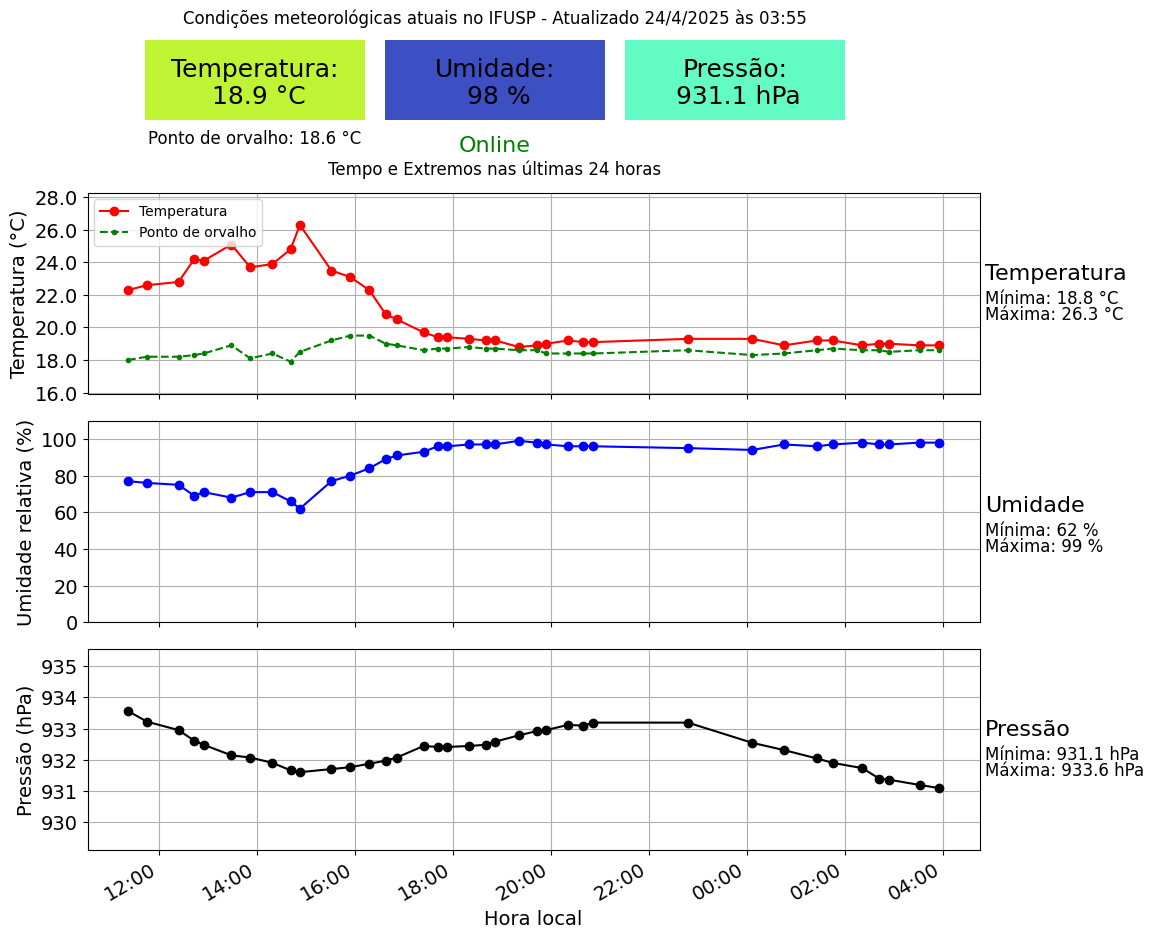 Condições meteorológicas atuais no IFUSP - Atualizado 24/4/2025 às 03:55
Temperatura:
18.9 °C
Umidade:
98 %
Pressão:
931.1 hPa
Ponto de orvalho: 18.6 °C
Online
Tempo e Extremos nas últimas 24 horas
Temperatura (°C)
28.0
26.0
24.0
22.0
20.0
18.0
16.0
Temperatura
Ponto de orvalho
Temperatura
Mínima: 18.8 °C
Máxima: 26.3 °C
Umidade relativa (%)
100
80
60
40
20
0
Umidade
Mínima: 62 %
Máxima: 99 %
Pressão (hPa)
935
934
933
932
931
930
Pressão
Mínima: 931.1 hPa
Máxima: 933.6 hPa
12:00
14:00
16:00
18:00
20:00
22:00
00:00
02:00
04:00
Hora local